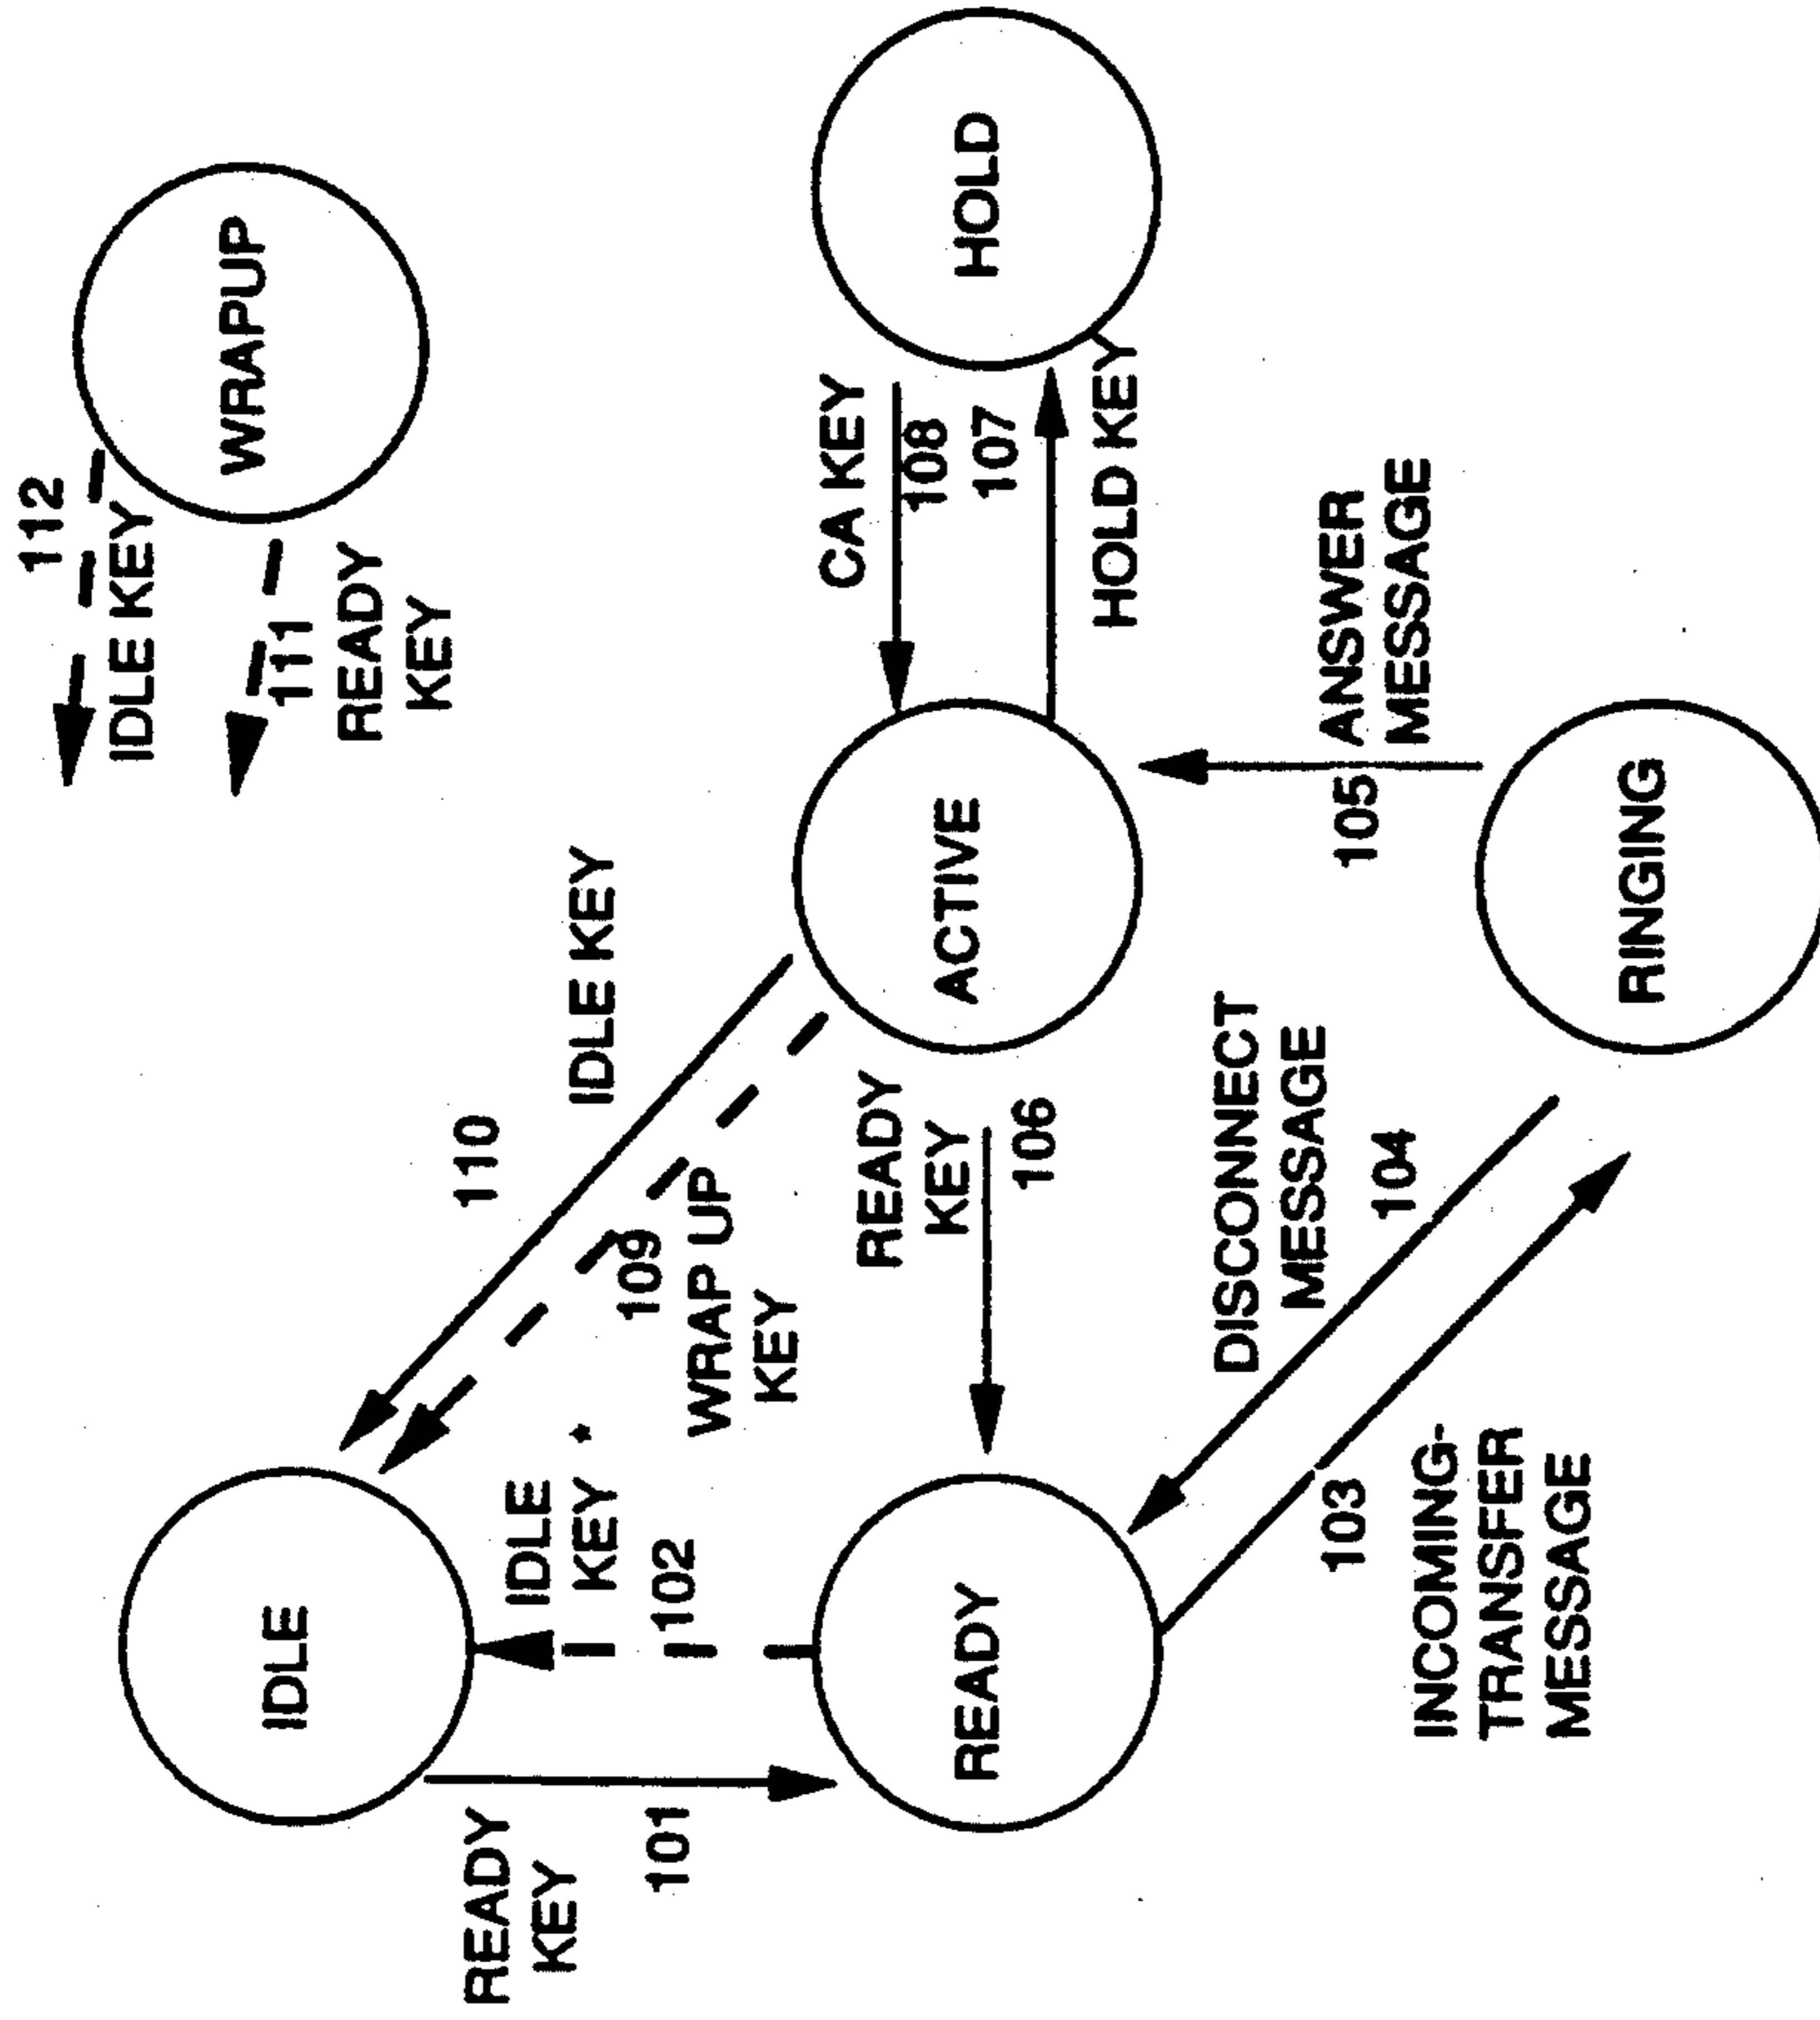 IDLE
READY
KEY
101
IDLE
KEY *
102
READY
110
IDLE KEY
109
WRAP UP
KEY
READY
KEY
106
ACTIVE
DISCONNECT
MESSAGE
104
103
INCOMING-
TRANSFER
MESSAGE
112
IDLE KEY
111
READY
KEY
WRAPUP
CA KEY
108
107
HOLD KEY
HOLD
105
ANSWER
MESSAGE
RINGING